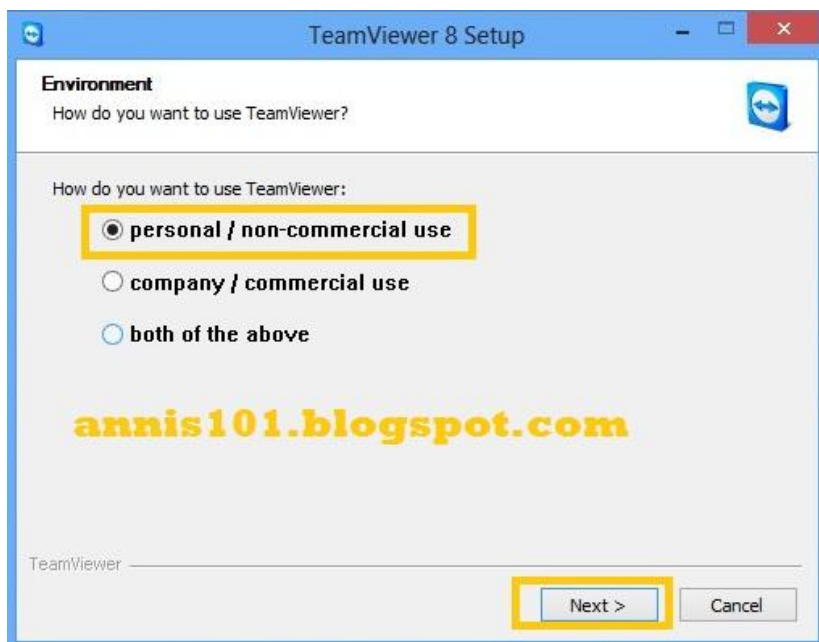 TeamViewer 8 Setup
Environment
How do you want to use TeamViewer?
How do you want to use TeamViewer:
personal / non-commercial use
company / commercial use
both of the above
annis101.blogspot.com
TeamViewer
Next >
Cancel